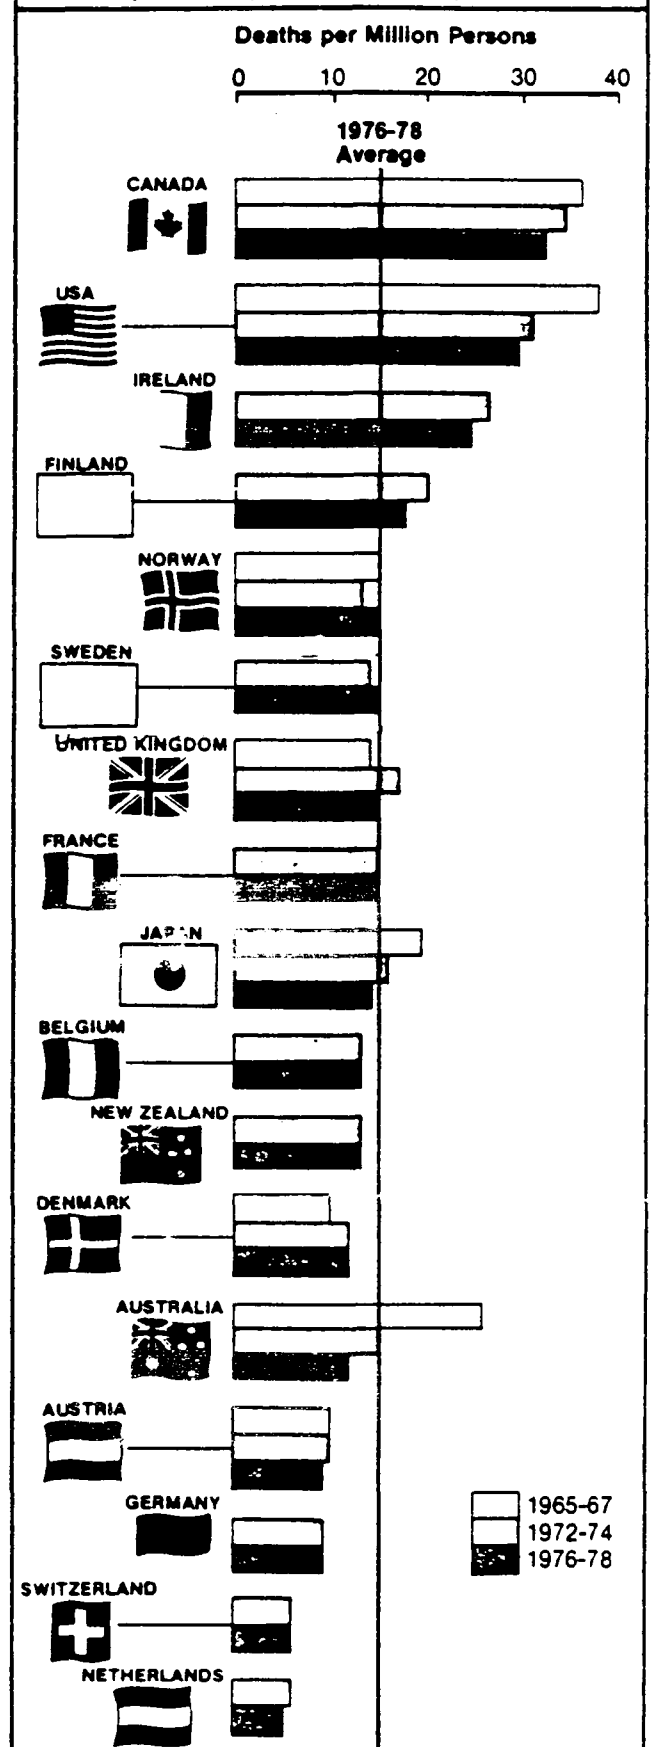 Deaths per Million Persons
0 10 20 30 40
1976-78
Average
CANADA
USA
IRELAND
FINLAND
NORWAY
SWEDEN
UNITED KINGDOM
FRANCE
JAPAN
BELGIUM
NEW ZEALAND
DENMARK
AUSTRALIA
AUSTRIA
GERMANY
1965-67
1972-74
1976-78
SWITZERLAND
NETHERLANDS